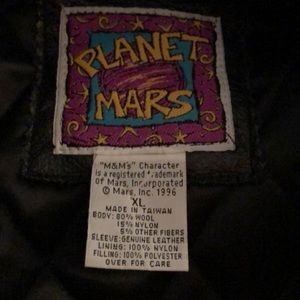 PLANET
MARS
"M&M's" Character
is a registered trademark
of Mars, Incorporated
© Mars, Inc. 1996
XL
MADE IN TAIWAN
BODY: 80% WOOL
15% NYLON
5% OTHER FIBERS
SLEEVE: GENUINE LEATHER
LINING: 100% NYLON
FILLING: 100% POLYESTER
OVER FOR CARE